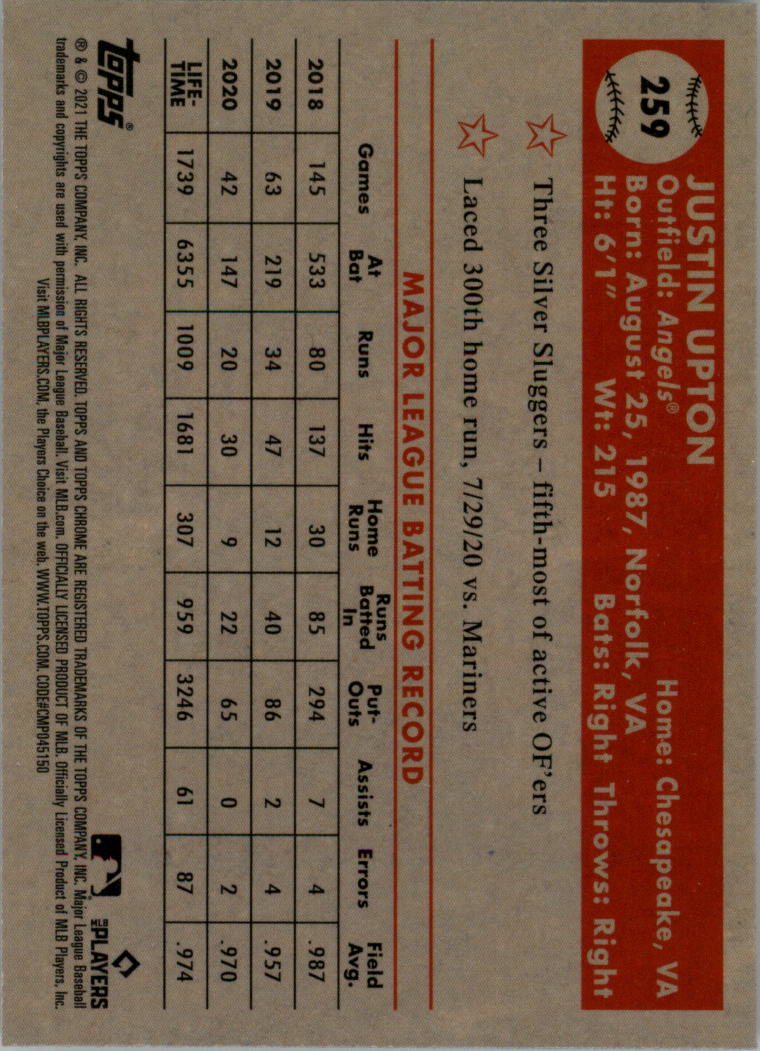 259
JUSTIN UPTON
Outfield: Angels® Home: Chesapeake, VA
Born: August 25, 1987, Norfolk, VA
Ht: 6'1" Wt: 215 Bats: Right Throws: Right
Three Silver Sluggers – fifth-most of active OF'ers
Laced 300th home run, 7/29/20 vs. Mariners
MAJOR LEAGUE BATTING RECORD
Games At Bat Runs Hits Home Runs Runs Batted In Put-Outs Assists Errors Field Avg.
2018 145 533 80 137 30 85 294 7 4 .987
2019 63 219 34 47 12 40 86 2 4 .957
2020 42 147 20 30 9 22 65 0 2 .970
LIFE-TIME 1739 6355 1009 1681 307 959 3246 61 87 .974
topps®
MLB PLAYERS
® & © 2021 THE TOPPS COMPANY, INC. ALL RIGHTS RESERVED. TOPPS AND TOPPS CHROME ARE REGISTERED TRADEMARKS OF THE TOPPS COMPANY, INC. Major League Baseball
trademarks and copyrights are used with permission of Major League Baseball. Visit MLB.com. OFFICIALLY LICENSED PRODUCT OF MLB. Officially Licensed Product of MLB Players, Inc.
Visit MLBPLAYERS.COM, the Players Choice on the web. WWW.TOPPS.COM. CODE#CMP045150